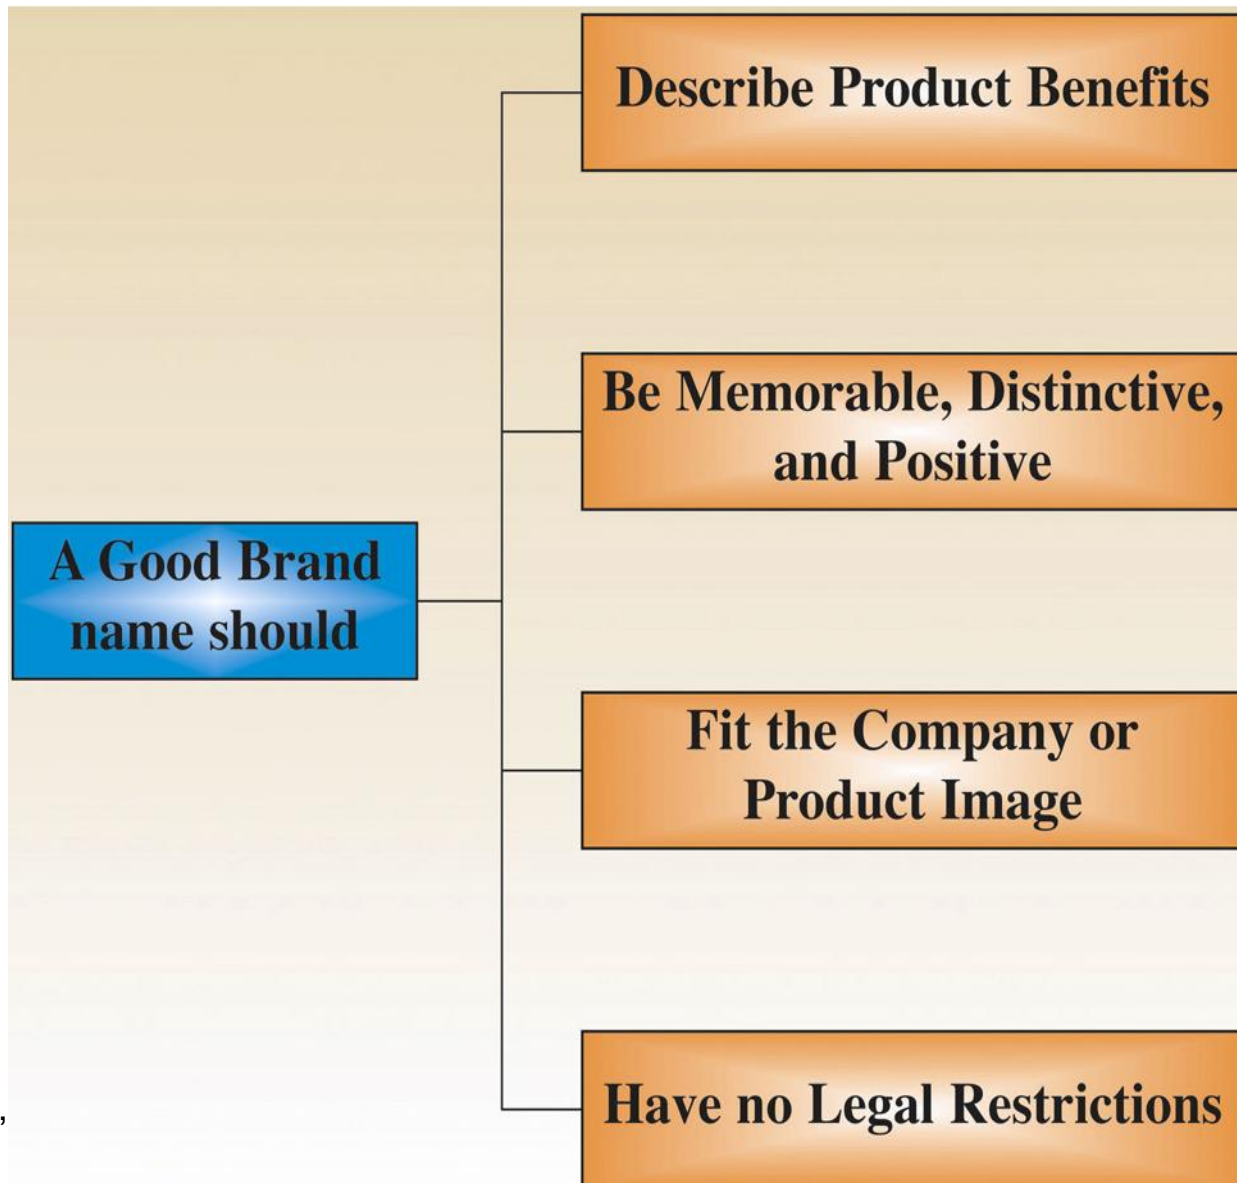 Describe Product Benefits
Be Memorable, Distinctive,
and Positive
A Good Brand
name should
Fit the Company or
Product Image
Have no Legal Restrictions
,